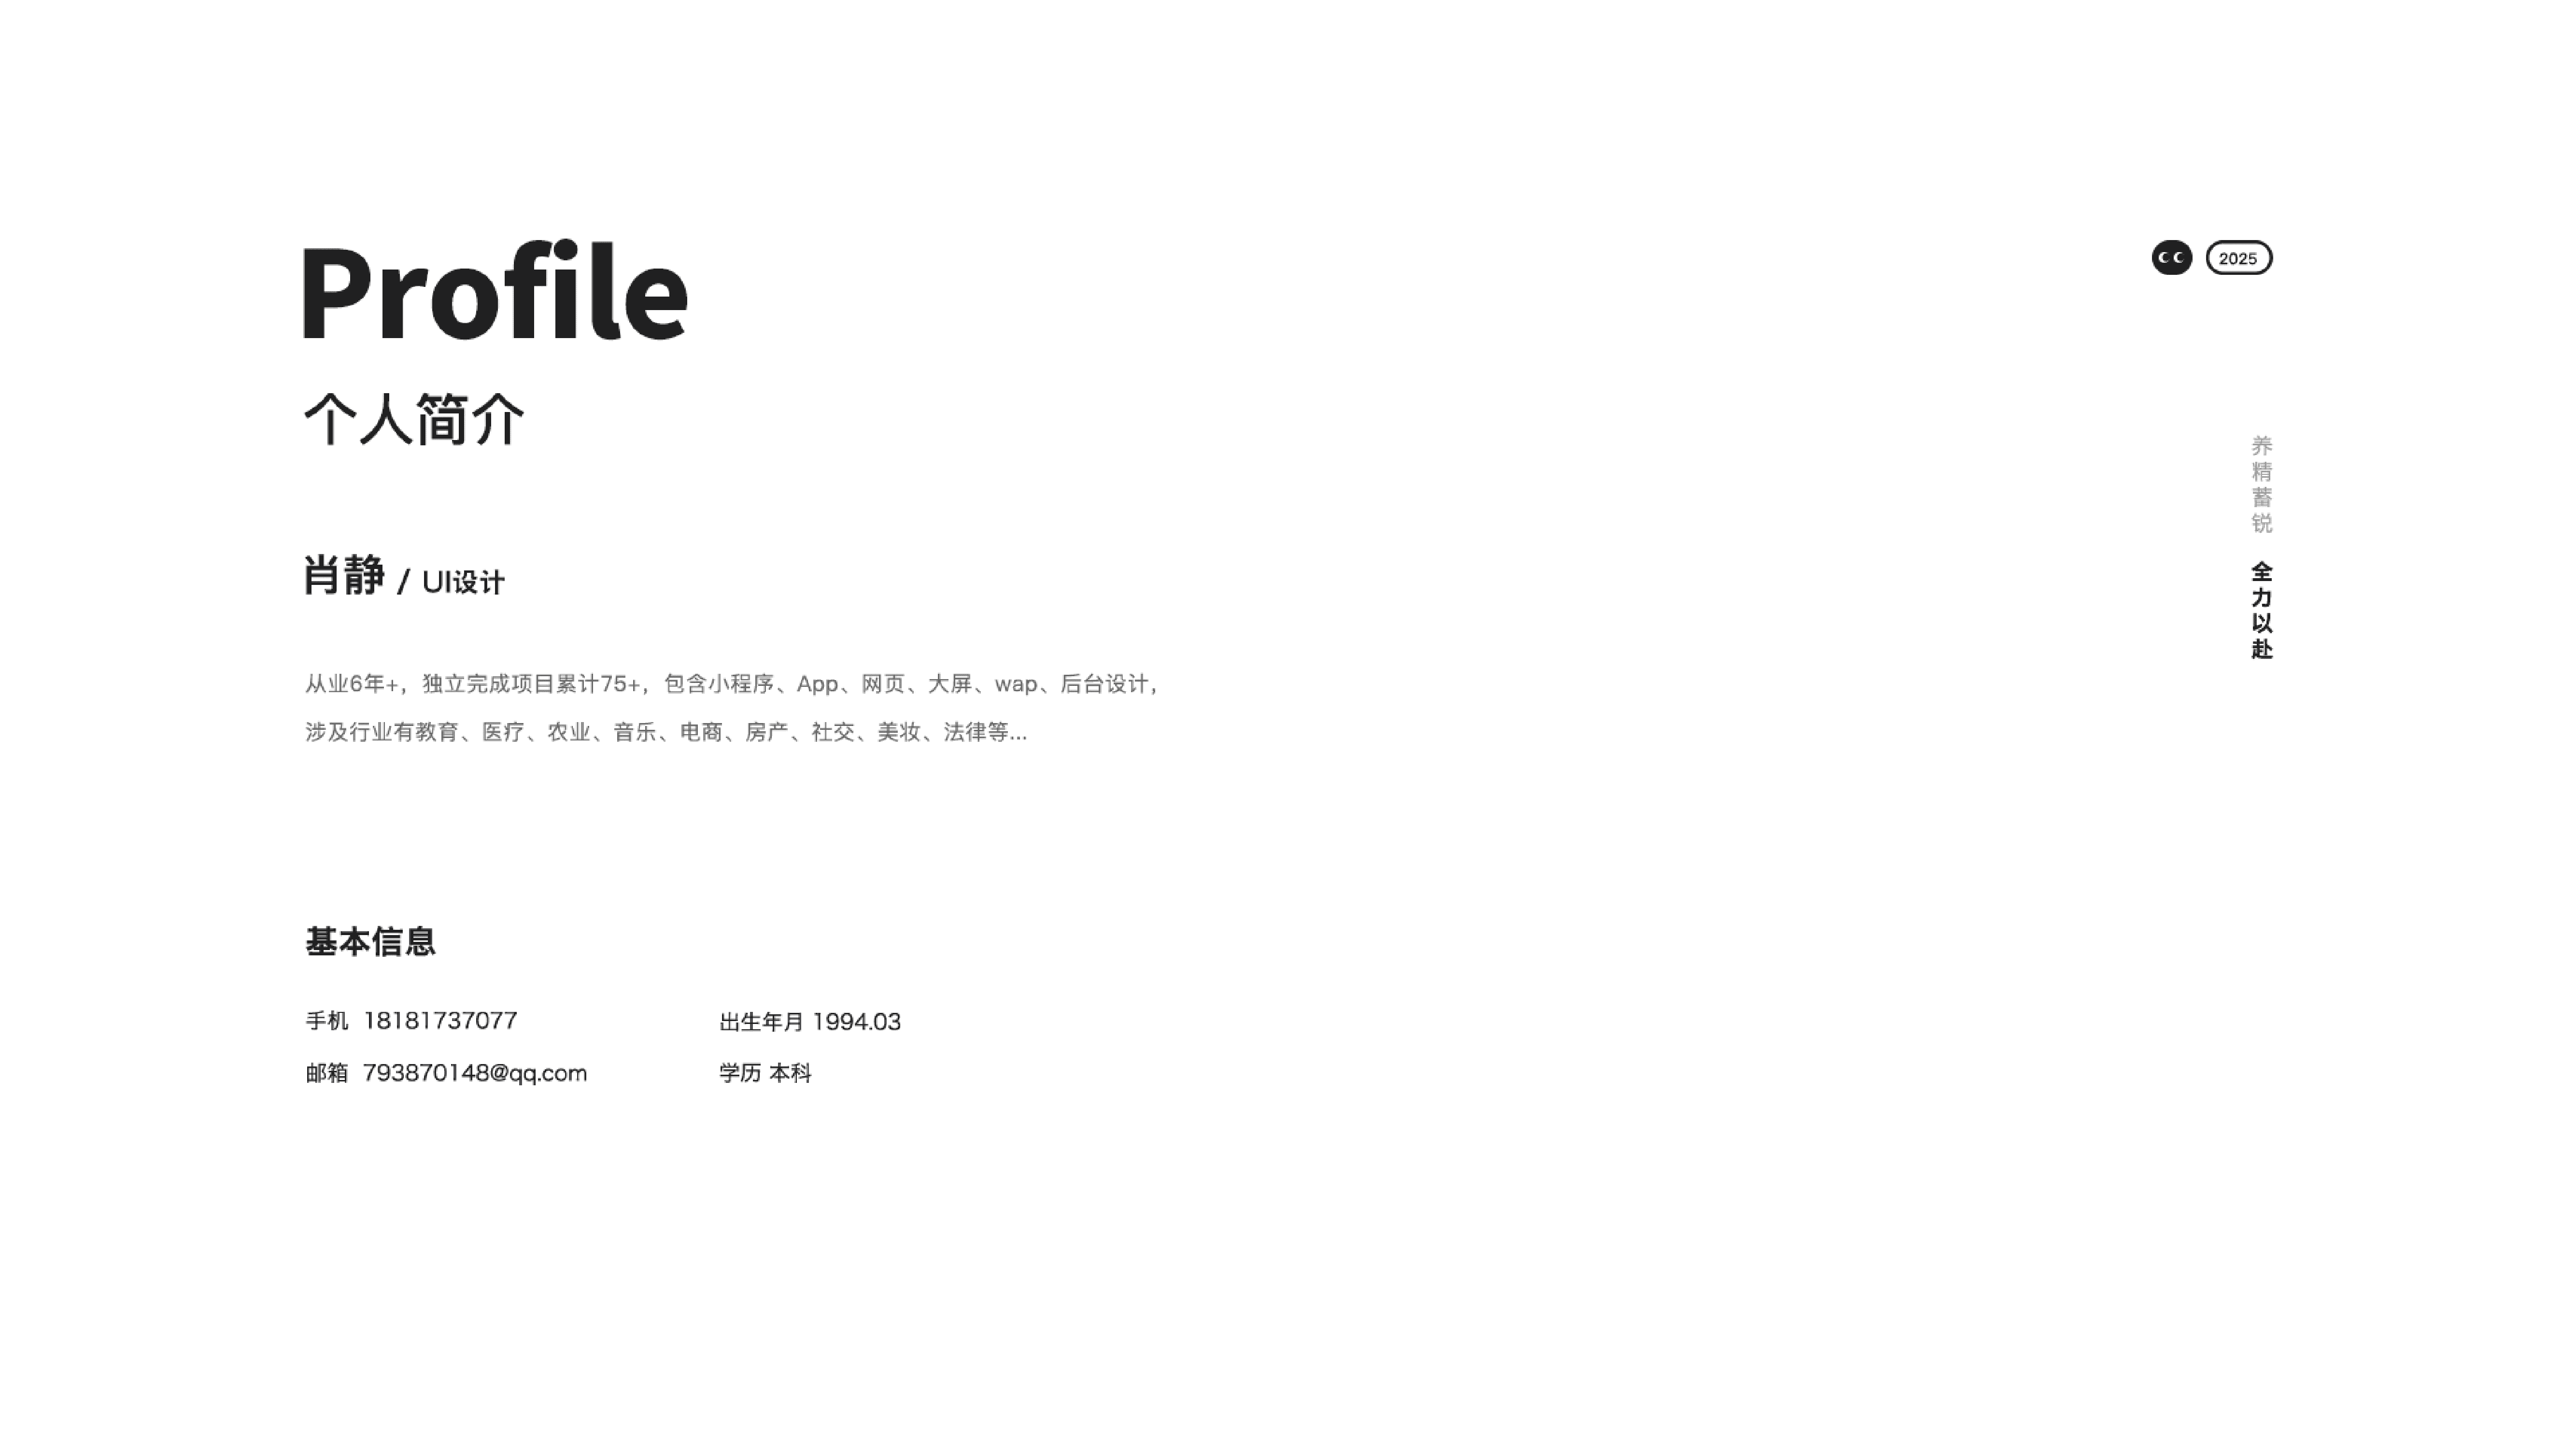 Profile
2025
个人简介
养精蓄锐 全力以赴
肖静 / UI设计
从业6年+，独立完成项目累计75+，包含小程序、App、网页、大屏、wap、后台设计，
涉及行业有教育、医疗、农业、音乐、电商、房产、社交、美妆、法律等...
基本信息
手机 18181737077
出生年月 1994.03
邮箱 793870148@qq.com
学历 本科